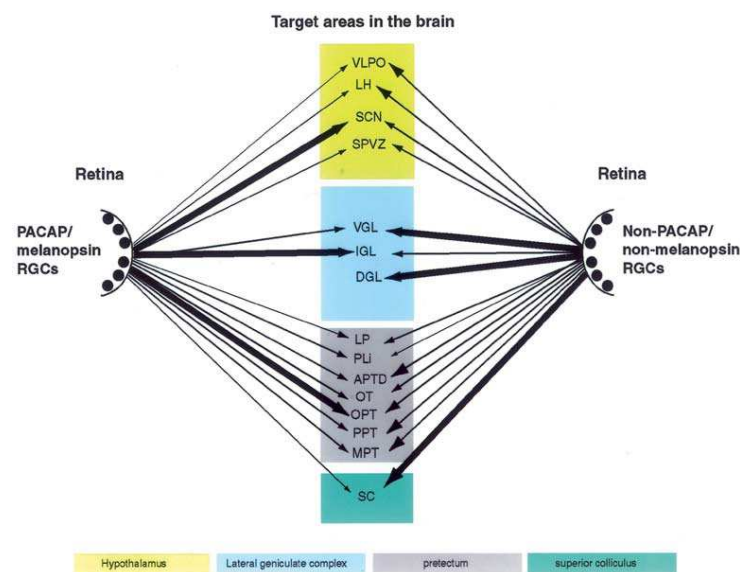 Target areas in the brain
VLPO
LH
SCN
SPVZ
Retina
Retina
PACAP/
melanopsin
RGCs
VGL
IGL
DGL
Non-PACAP/
non-melanopsin
RGCs
LP
PLi
APTD
OT
OPT
PPT
MPT
SC
Hypothalamus
Lateral geniculate complex
pretectum
superior colliculus